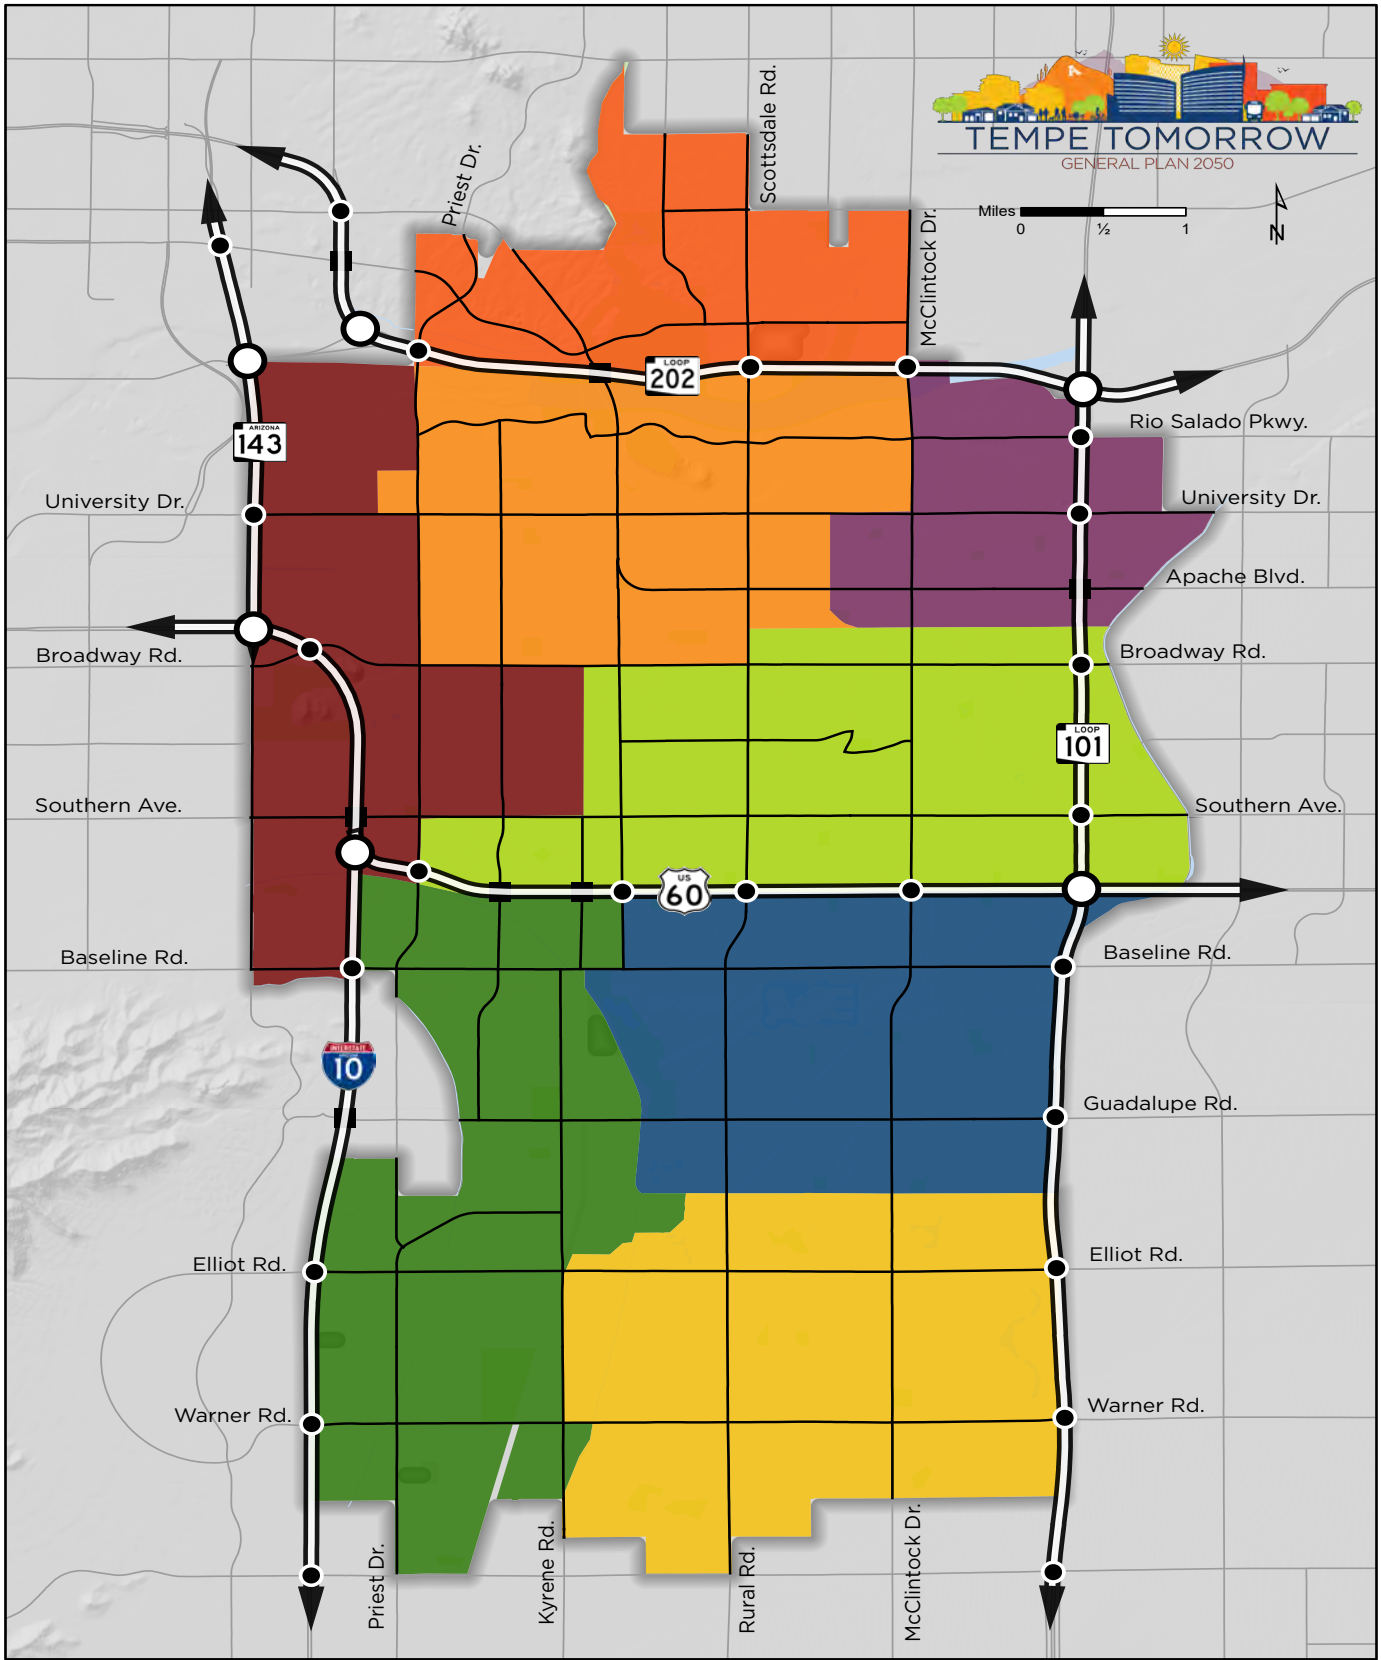 TEMPE TOMORROW
GENERAL PLAN 2050
Miles
0 ½ 1
N
Scottsdale Rd.
Priest Dr.
McClintock Dr.
LOOP
202
ARIZONA
143
Rio Salado Pkwy.
University Dr.
University Dr.
Apache Blvd.
Broadway Rd.
Broadway Rd.
LOOP
101
Southern Ave.
Southern Ave.
US
60
Baseline Rd.
Baseline Rd.
INTERSTATE
ARIZONA
10
Guadalupe Rd.
Elliot Rd.
Elliot Rd.
Warner Rd.
Warner Rd.
Priest Dr.
Kyrene Rd.
Rural Rd.
McClintock Dr.
A